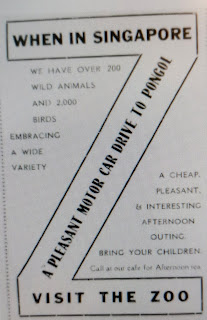 WHEN IN SINGAPORE
WE HAVE OVER 200
WILD ANIMALS
AND 2,000
BIRDS
EMBRACING
A WIDE
VARIETY
A PLEASANT MOTOR CAR DRIVE TO PONGOL
A CHEAP,
PLEASANT,
& INTERESTING
AFTERNOON
OUTING.
BRING YOUR CHILDREN.
Call at our cafe for Afternoon tea
VISIT THE ZOO